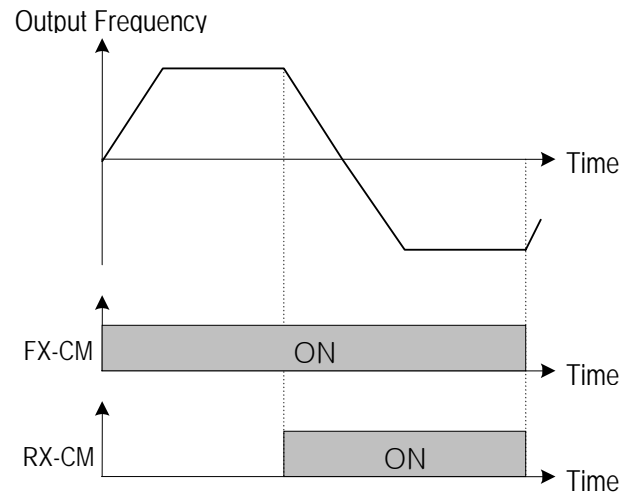 Output Frequency
Time
FX-CM
ON
Time
RX-CM
ON
Time